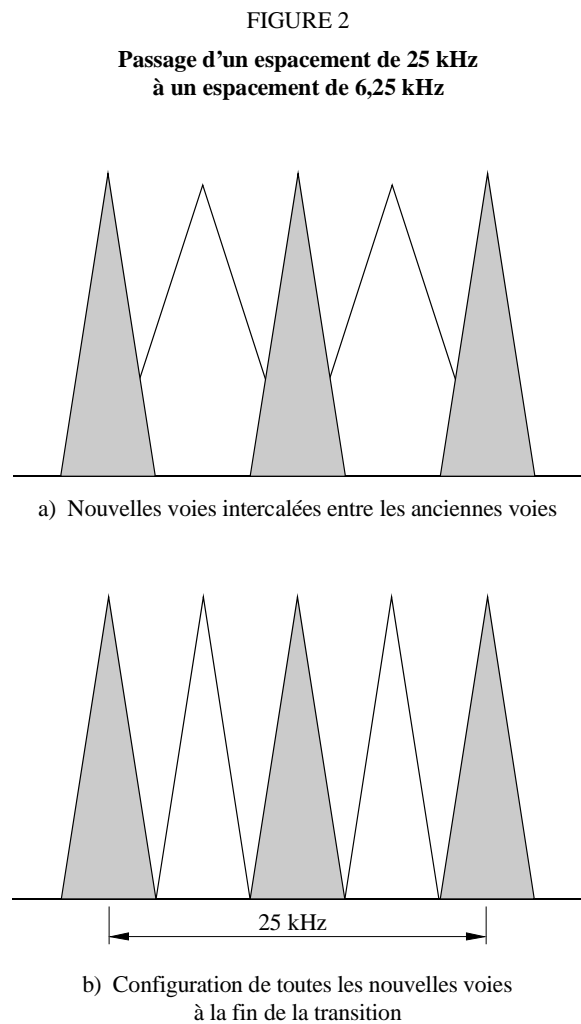 FIGURE 2
Passage d'un espacement de 25 kHz
à un espacement de 6,25 kHz
a) Nouvelles voies intercalées entre les anciennes voies
25 kHz
b) Configuration de toutes les nouvelles voies
à la fin de la transition